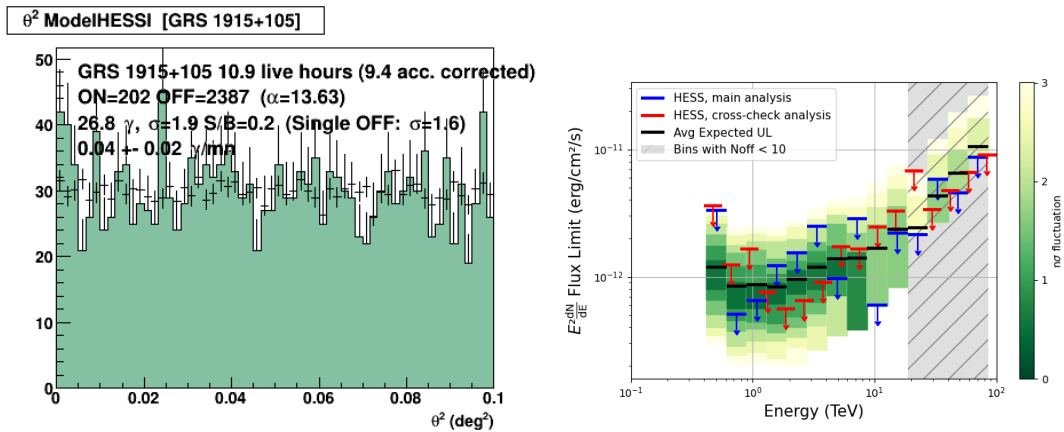 θ² ModelHESSI [GRS 1915+105]
GRS 1915+105 10.9 live hours (9.4 acc. corrected)
ON=202 OFF=2387 (α=13.63)
26.8 γ, σ=1.9 S/B=0.2 (Single OFF: σ=1.6)
0.04 +- 0.02 γ/mn
50
40
30
20
10
0
0 0.02 0.04 0.06 0.08 0.1
θ² (deg²)
HESS, main analysis
HESS, cross-check analysis
Avg Expected UL
Bins with Noff < 10
E² dN/dE Flux Limit (erg/cm²/s)
10⁻¹¹
10⁻¹²
10⁻¹ 10⁰ 10¹ 10²
Energy (TeV)
3
2
1
0
nσ fluctuation